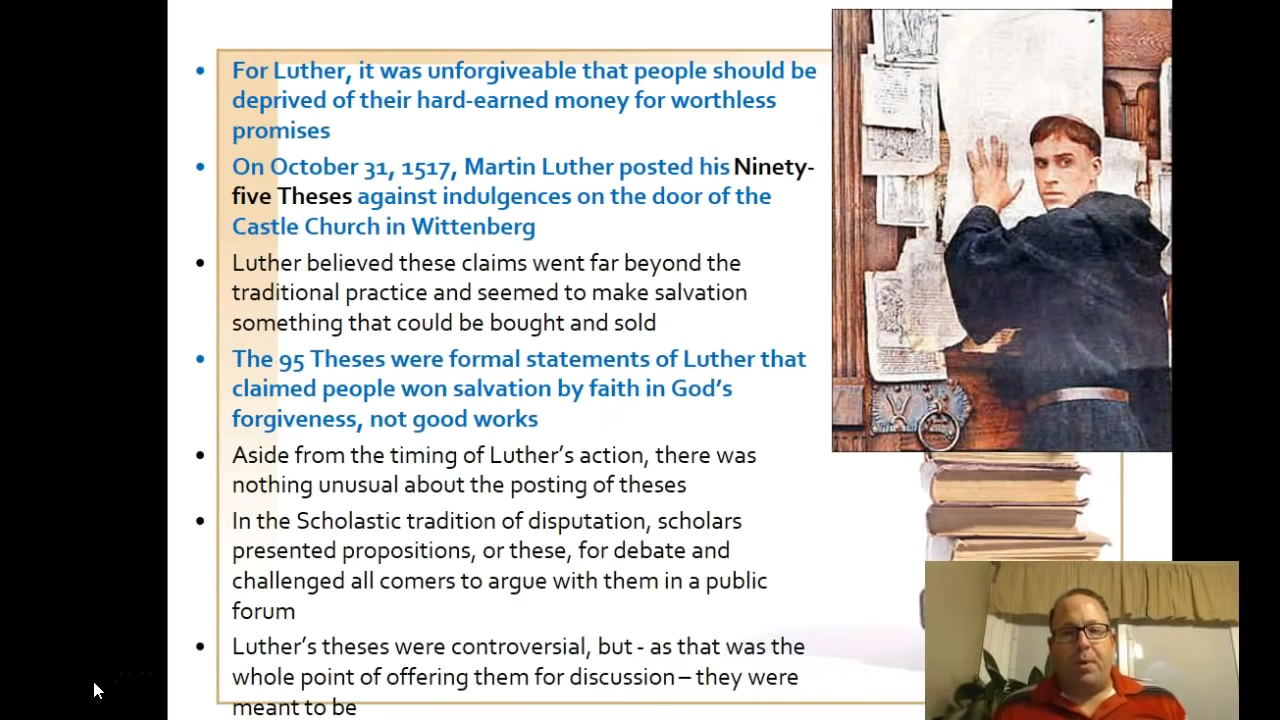 • For Luther, it was unforgiveable that people should be
deprived of their hard-earned money for worthless
promises
• On October 31, 1517, Martin Luther posted his Ninety-
five Theses against indulgences on the door of the
Castle Church in Wittenberg
• Luther believed these claims went far beyond the
traditional practice and seemed to make salvation
something that could be bought and sold
• The 95 Theses were formal statements of Luther that
claimed people won salvation by faith in God's
forgiveness, not good works
• Aside from the timing of Luther's action, there was
nothing unusual about the posting of theses
• In the Scholastic tradition of disputation, scholars
presented propositions, or these, for debate and
challenged all comers to argue with them in a public
forum
• Luther's theses were controversial, but - as that was the
whole point of offering them for discussion – they were
meant to be